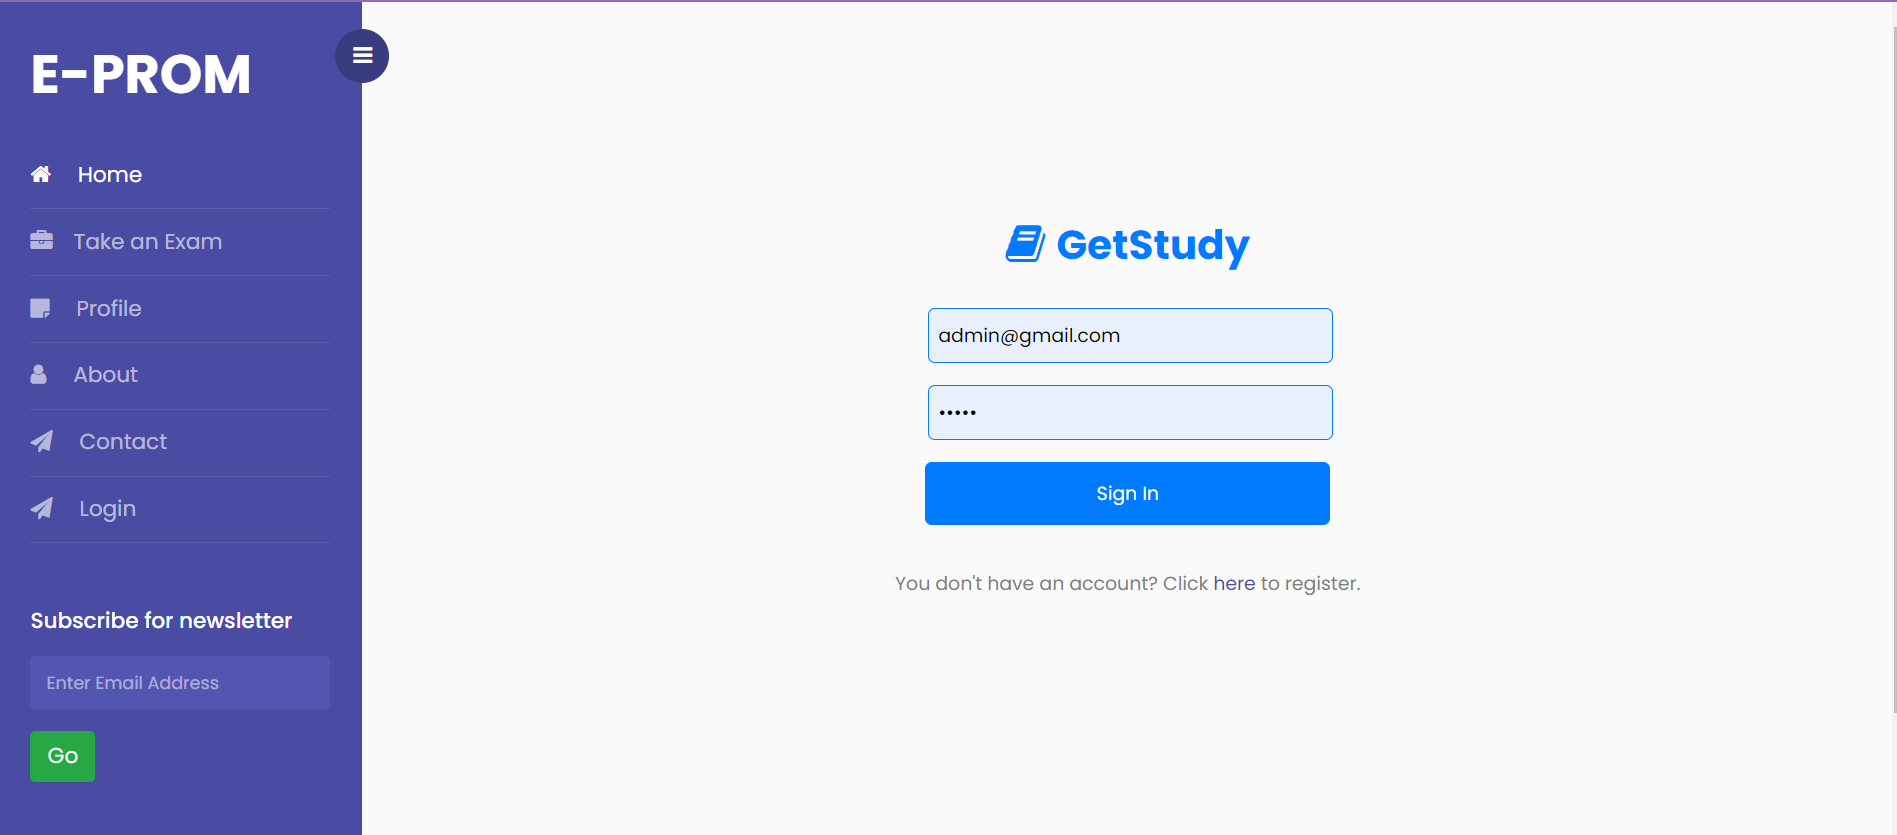 E-PROM
Home
Take an Exam
Profile
About
Contact
Login
Subscribe for newsletter
Enter Email Address
Go
GetStudy
admin@gmail.com
•••••
Sign In
You don't have an account? Click here to register.